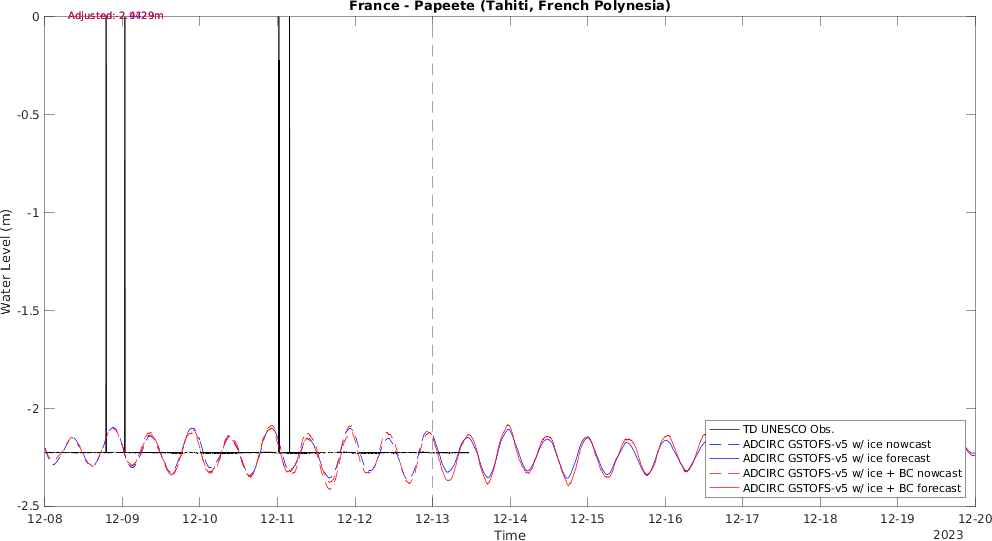 France - Papeete (Tahiti, French Polynesia)
0
-0.5
-1
-1.5
-2
-2.5
Water Level (m)
TD UNESCO Obs.
ADCIRC GSTOFS-v5 w/ ice nowcast
ADCIRC GSTOFS-v5 w/ ice forecast
ADCIRC GSTOFS-v5 w/ ice + BC nowcast
ADCIRC GSTOFS-v5 w/ ice + BC forecast
12-08 12-09 12-10 12-11 12-12 12-13 12-14 12-15 12-16 12-17 12-18 12-19 12-20
Time
2023
Adjusted: